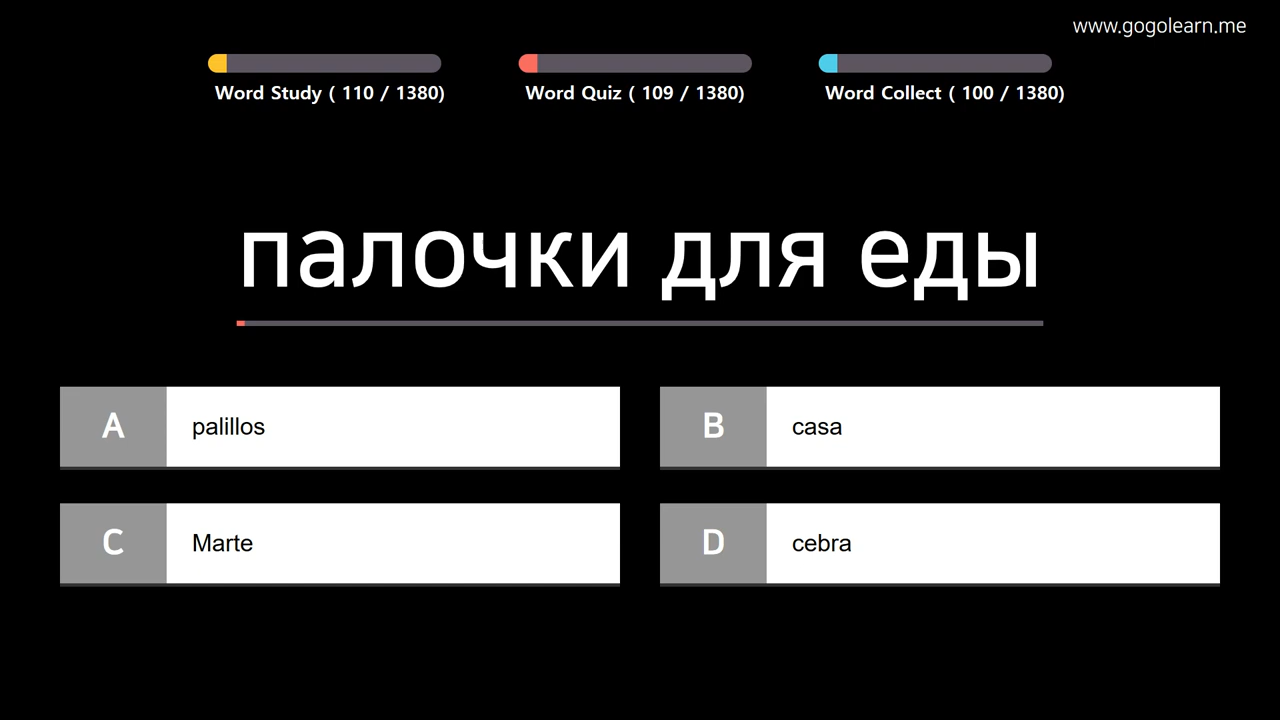 www.gogolearn.me
Word Study ( 110 / 1380)
Word Quiz ( 109 / 1380)
Word Collect ( 100 / 1380)
палочки для еды
A palillos
B casa
C Marte
D cebra